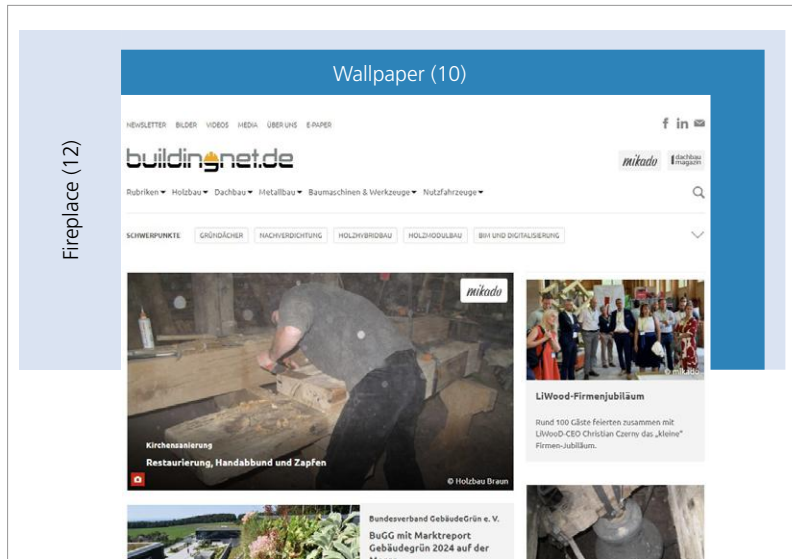 Wallpaper (10)
Fireplace (12)
NEWSLETTER BILDER VIDEOS MEDIA ÜBER UNS E-PAPER
f in
buildingnet.de
mikado
dachbau magazin
Rubriken Holzbau Dachbau Metallbau Baumaschinen & Werkzeuge Nutzfahrzeuge
SCHWERPUNKTE GRÜNDÄCHER NACHVERDICHTUNG HOLZHYBRIDBAU HOLZMODULBAU BIM UND DIGITALISIERUNG
mikado
Kirchensanierung
Restaurierung, Handabbund und Zapfen
© Holzbau Braun
© mikado
LiWood-Firmenjubiläum
Rund 100 Gäste feierten zusammen mit
LiWooD-CEO Christian Czerny das „kleine"
Firmen-Jubiläum.
Bundesverband GebäudeGrün e. V.
BuGG mit Marktreport
Gebäudegrün 2024 auf der